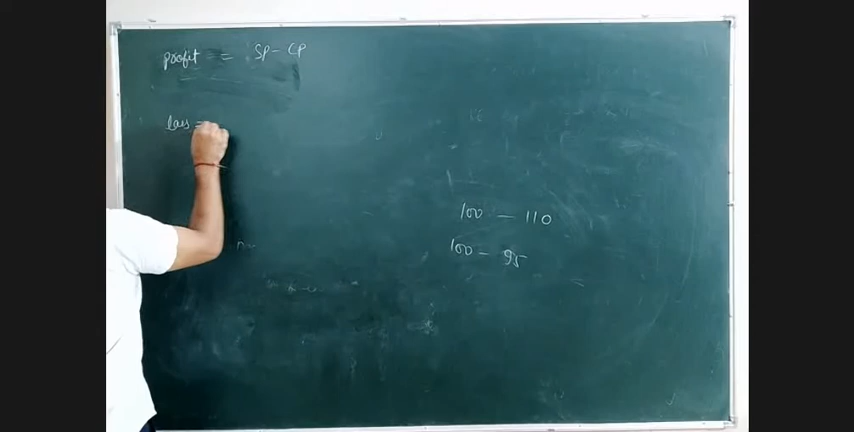 profit = SP - CP
Loss =
100 - 110
100 - 95